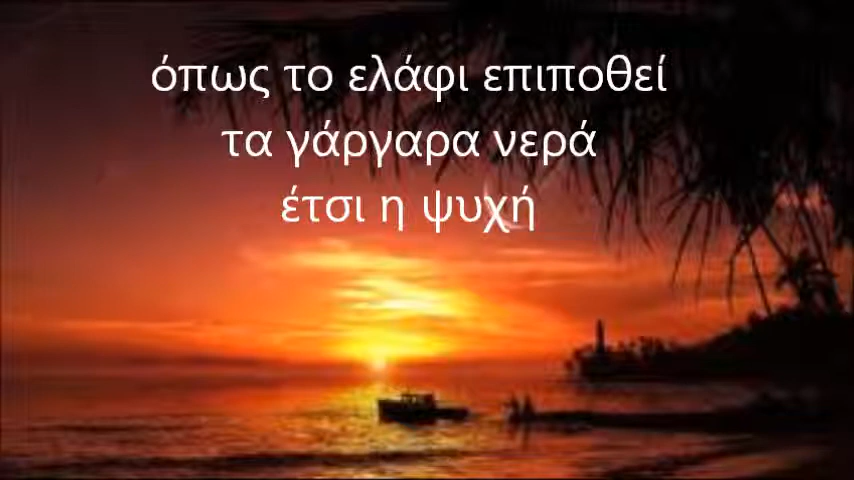 όπως το ελάφι επιποθεί
τα γάργαρα νερά
έτσι η ψυχή